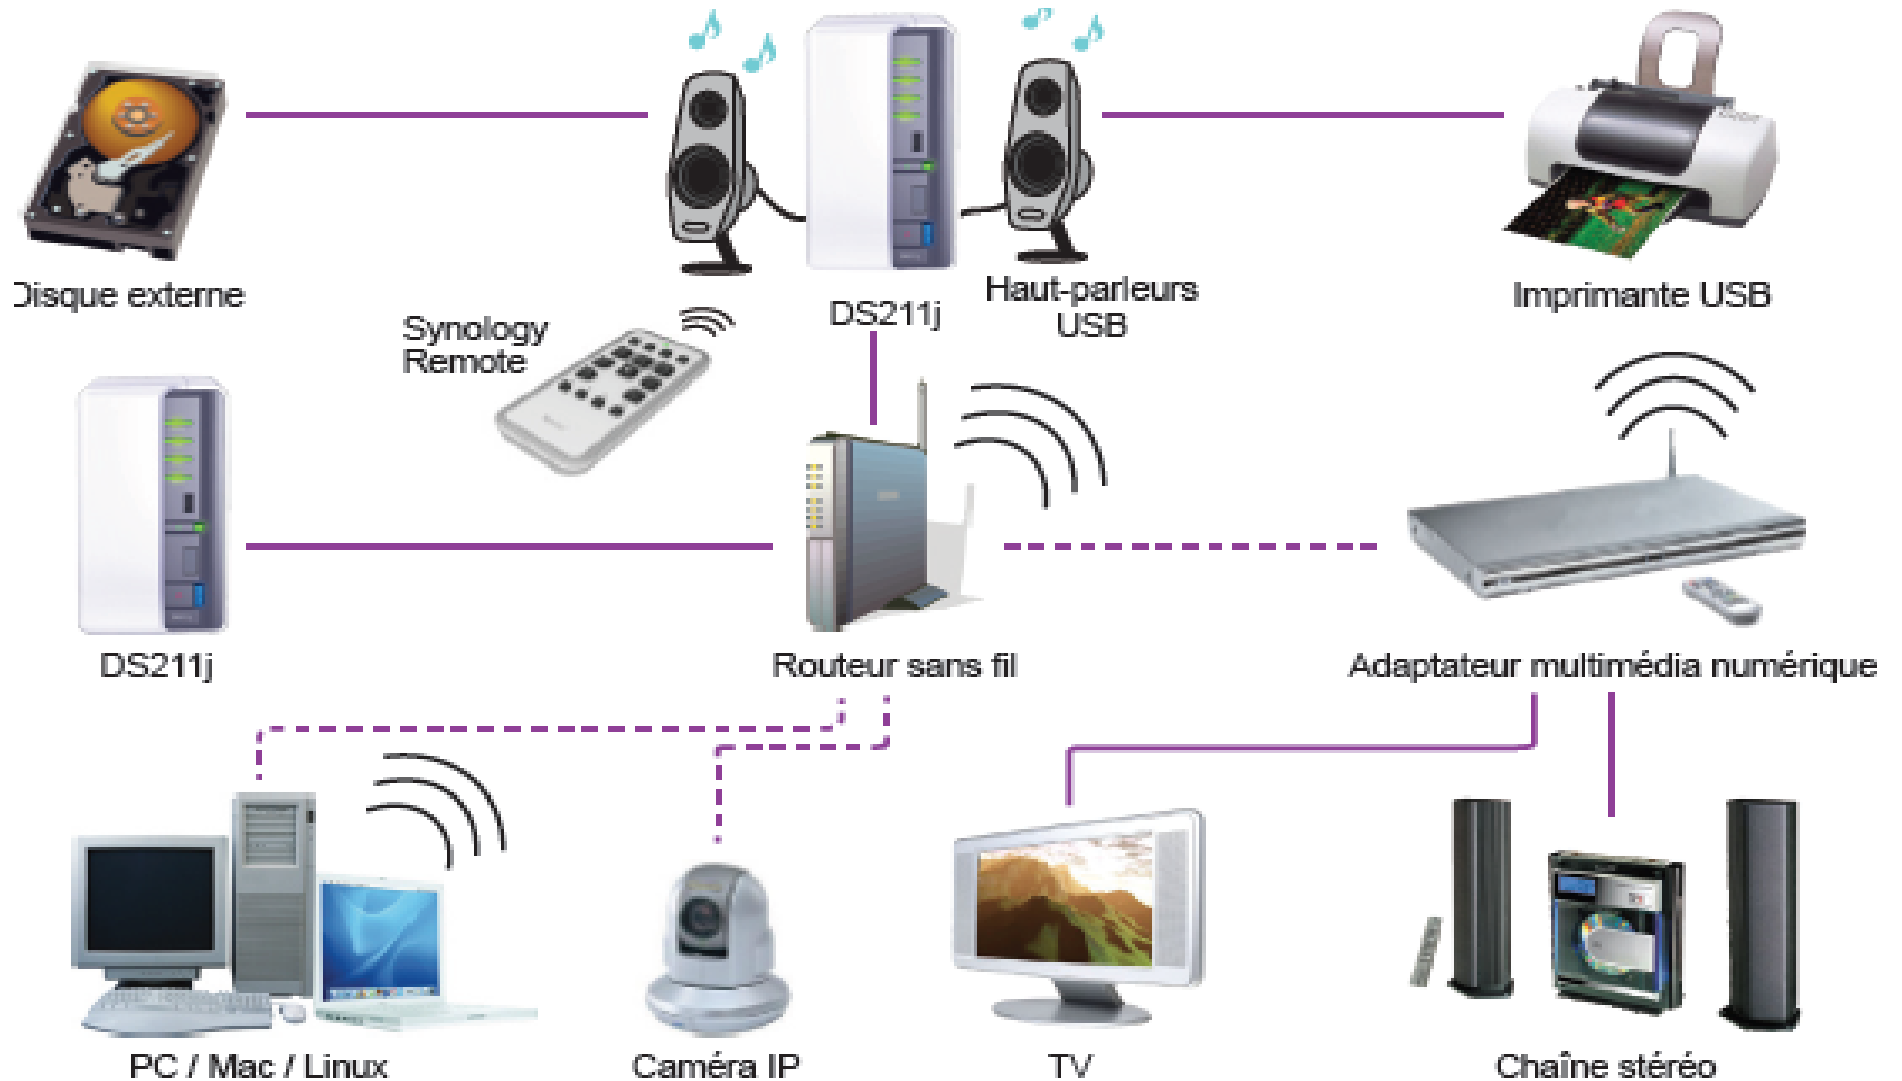 Disque externe
DS211j
Haut-parleurs
USB
Imprimante USB
Synology
Remote
DS211j
Routeur sans fil
Adaptateur multimédia numérique
PC / Mac / Linux
Caméra IP
TV
Chaîne stéréo